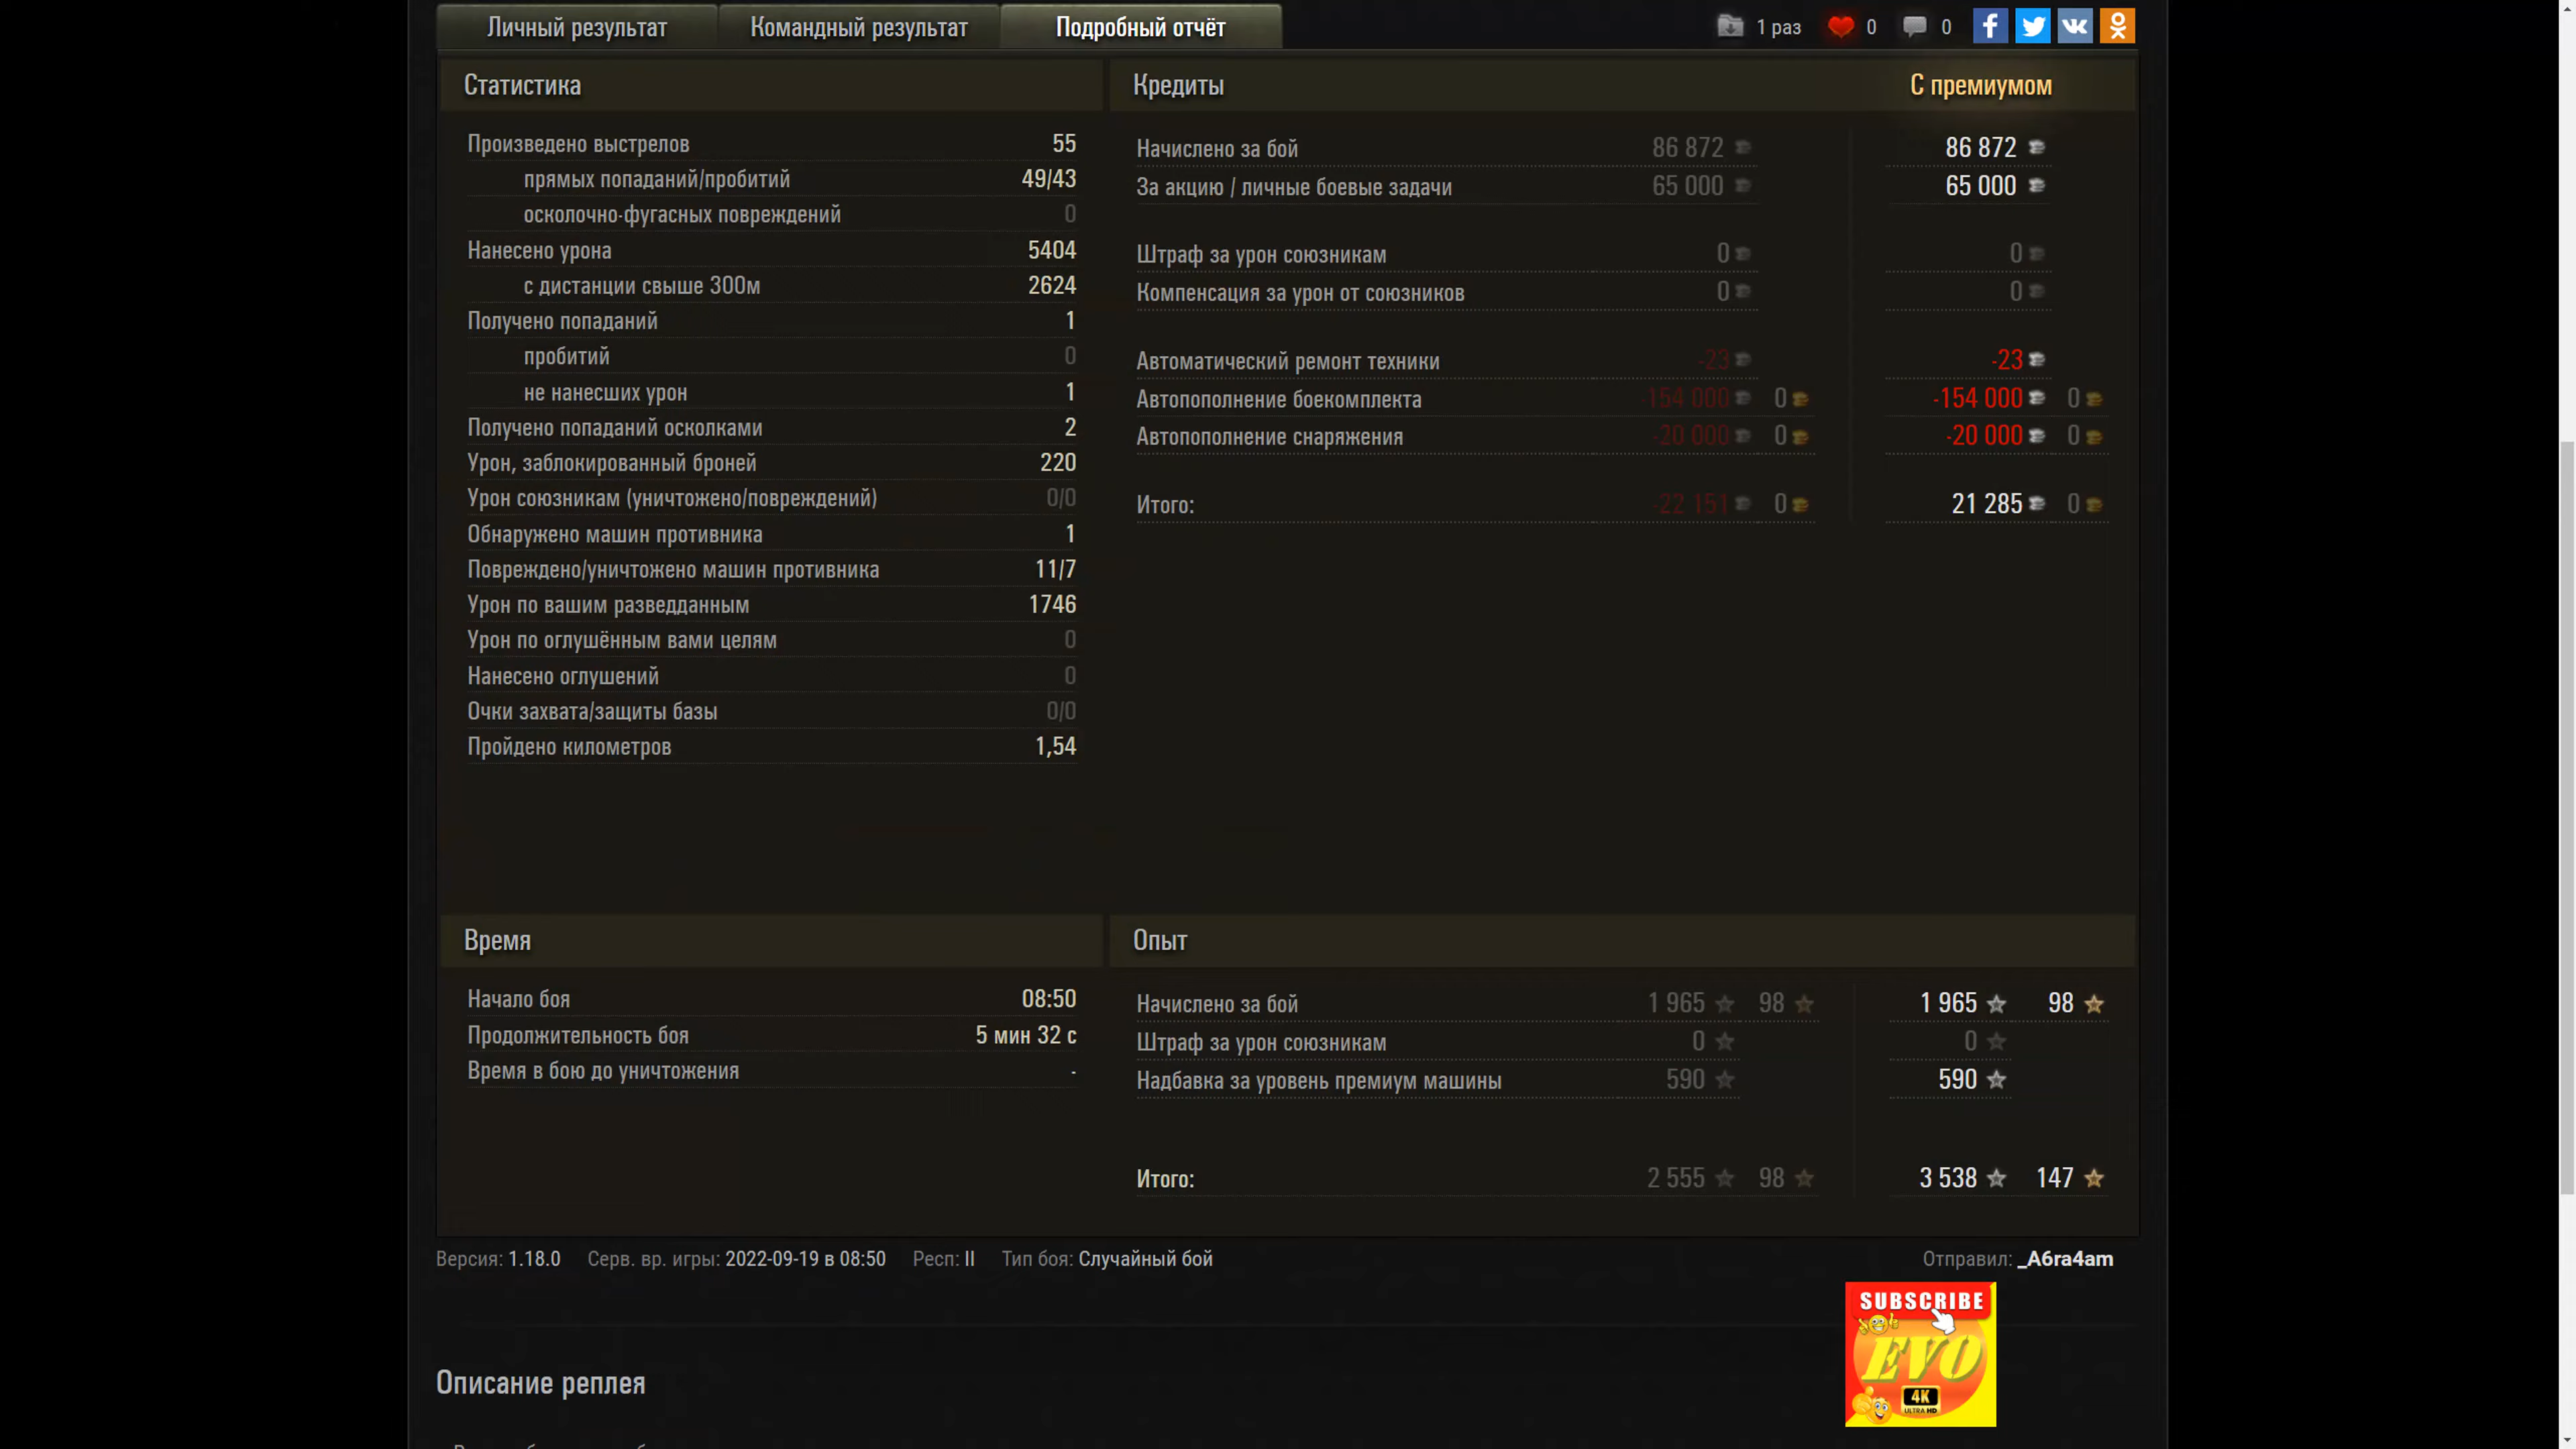 Личный результат Командный результат Подробный отчёт 1 раз 0 0
Статистика
Произведено выстрелов 55
прямых попаданий/пробитий 49/43
осколочно-фугасных повреждений 0
Нанесено урона 5404
с дистанции свыше 300м 2624
Получено попаданий 1
пробитий 0
не нанесших урон 1
Получено попаданий осколками 2
Урон, заблокированный броней 220
Урон союзникам (уничтожено/повреждений) 0/0
Обнаружено машин противника 1
Повреждено/уничтожено машин противника 11/7
Урон по вашим разведданным 1746
Урон по оглушённым вами целям 0
Нанесено оглушений 0
Очки захвата/защиты базы 0/0
Пройдено километров 1,54
Кредиты С премиумом
Начислено за бой 86 872 86 872
За акцию / личные боевые задачи 65 000 65 000
Штраф за урон союзникам 0 0
Компенсация за урон от союзников 0 0
Автоматический ремонт техники -23 -23
Автопополнение боекомплекта -154 000 0 -154 000 0
Автопополнение снаряжения -20 000 0 -20 000 0
Итого: -22 151 0 21 285 0
Время
Начало боя 08:50
Продолжительность боя 5 мин 32 с
Время в бою до уничтожения -
Опыт
Начислено за бой 1 965 98 1 965 98
Штраф за урон союзникам 0 0
Надбавка за уровень премиум машины 590 590
Итого: 2 555 98 3 538 147
Версия: 1.18.0 Серв. вр. игры: 2022-09-19 в 08:50 Респ: II Тип боя: Случайный бой Отправил: _A6ra4am
SUBSCRIBE
EVO
4K
ULTRA HD
Описание реплея